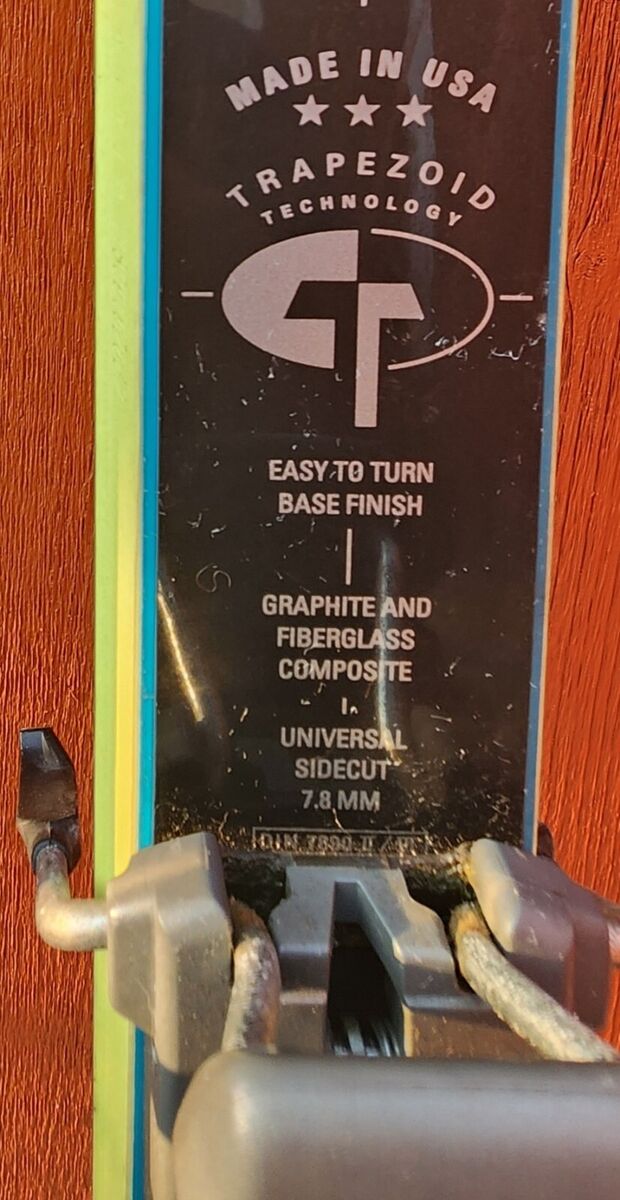 MADE IN USA
TRAPEZOID
TECHNOLOGY
EASY TO TURN
BASE FINISH
GRAPHITE AND
FIBERGLASS
COMPOSITE
UNIVERSAL
SIDECUT
7.8 MM